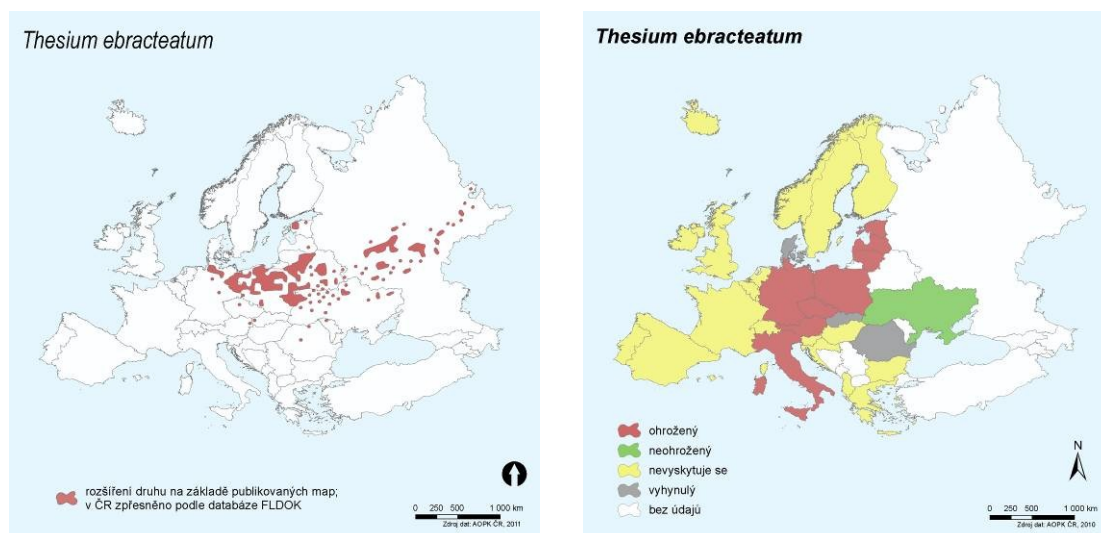 Thesium ebracteatum
rozšíření druhu na základě publikovaných map;
v ČR zpřesněno podle databáze FLDOK
0 250 500 1 000 km
Zdroj dat: AOPK ČR, 2011
Thesium ebracteatum
ohrožený
neohrožený
nevyskytuje se
vyhynulý
bez údajů
N
0 250 500 1 000 km
Zdroj dat: AOPK ČR, 2010